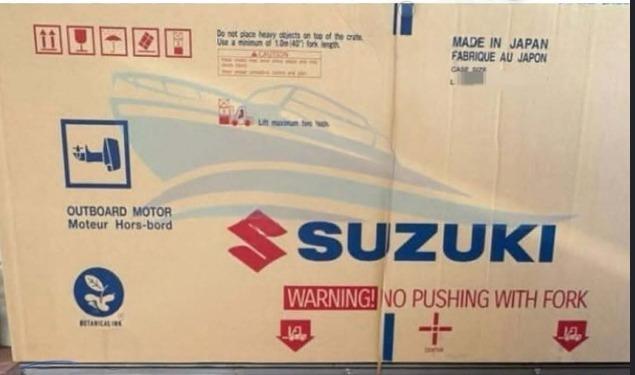 Do not place heavy objects on top of the crate.
Use a minimum of 1.0m(40") fork length.
CAUTION
MADE IN JAPAN
FABRIQUE AU JAPON
CASE SIZE
L
Lift maximum two high.
OUTBOARD MOTOR
Moteur Hors-bord
SUZUKI
BOTANICAL INK
WARNING! NO PUSHING WITH FORK
CENTER